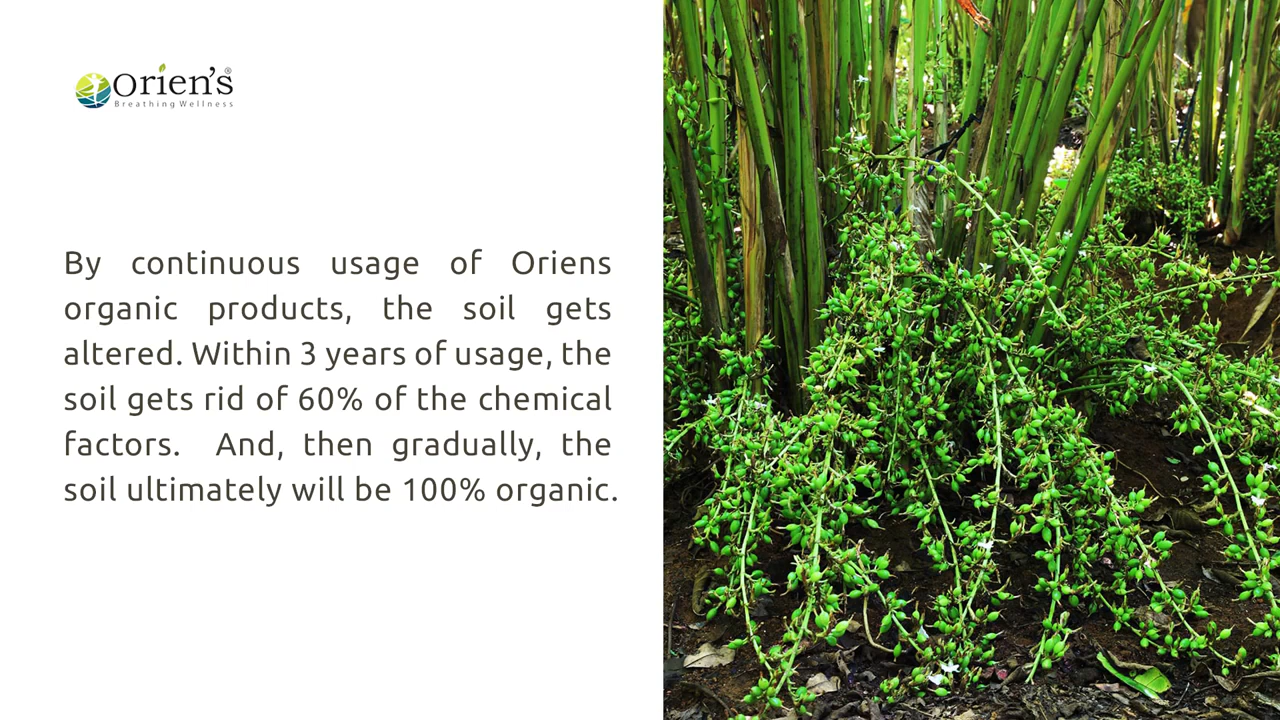 Orien's®
Breathing Wellness
By continuous usage of Oriens
organic products, the soil gets
altered. Within 3 years of usage, the
soil gets rid of 60% of the chemical
factors. And, then gradually, the
soil ultimately will be 100% organic.